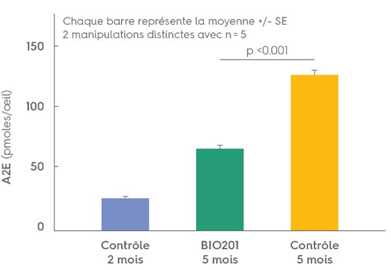 Chaque barre représente la moyenne +/- SE
2 manipulations distinctes avec n = 5
p <0.001
150
100
50
0
A2E (pmoles/œil)
Contrôle
2 mois
BIO201
5 mois
Contrôle
5 mois